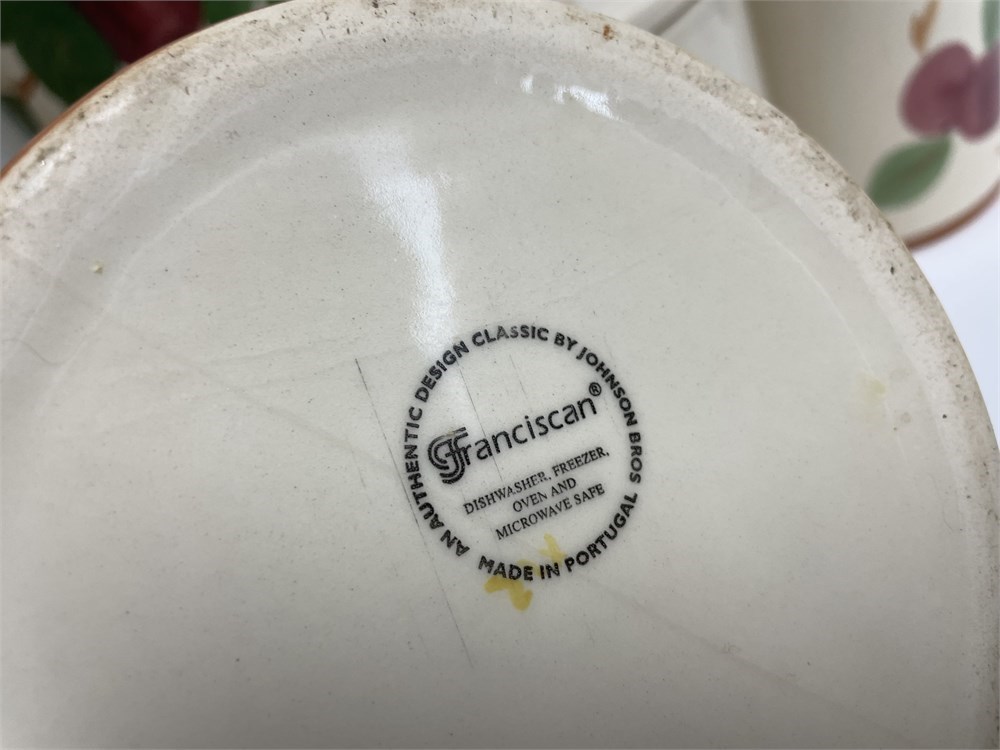 AN AUTHENTIC DESIGN CLASSIC BY JOHNSON BROS
Franciscan®
DISHWASHER, FREEZER,
OVEN AND
MICROWAVE SAFE
MADE IN PORTUGAL